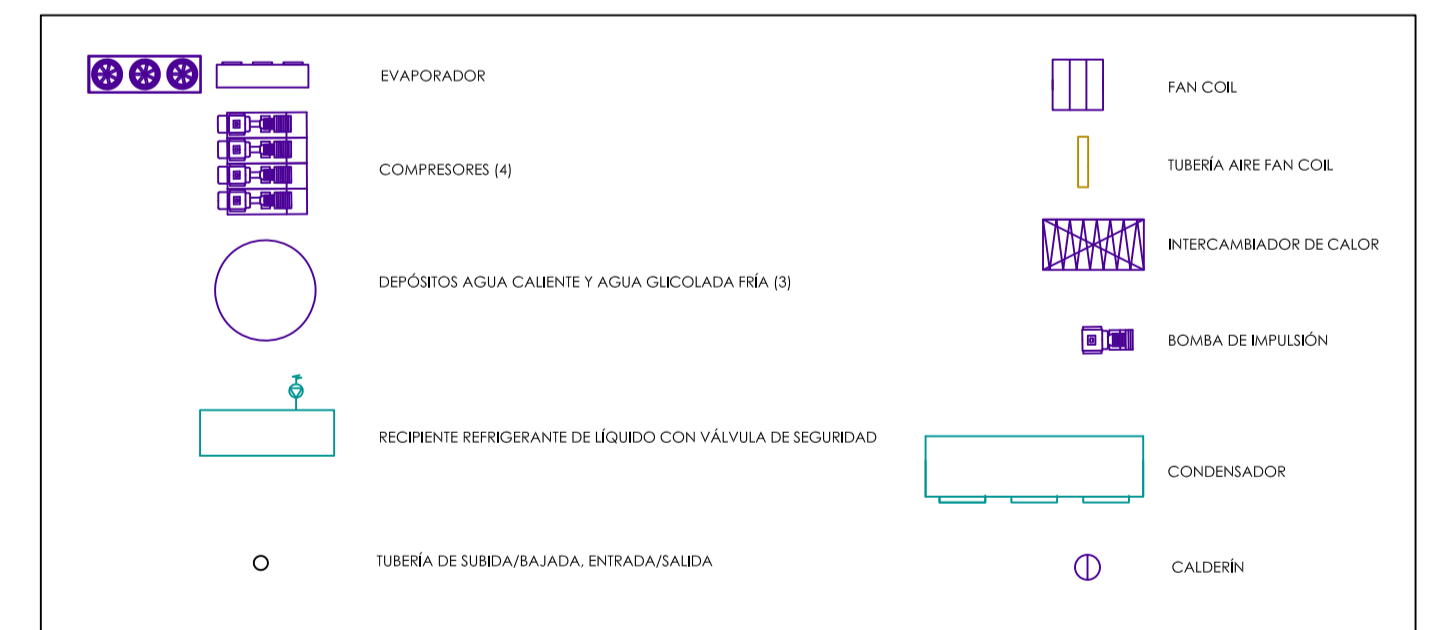 EVAPORADOR
COMPRESORES (4)
DEPÓSITOS AGUA CALIENTE Y AGUA GLICOLADA FRÍA (3)
RECIPIENTE REFRIGERANTE DE LÍQUIDO CON VÁLVULA DE SEGURIDAD
TUBERÍA DE SUBIDA/BAJADA, ENTRADA/SALIDA
FAN COIL
TUBERÍA AIRE FAN COIL
INTERCAMBIADOR DE CALOR
BOMBA DE IMPULSIÓN
CONDENSADOR
CALDERÍN